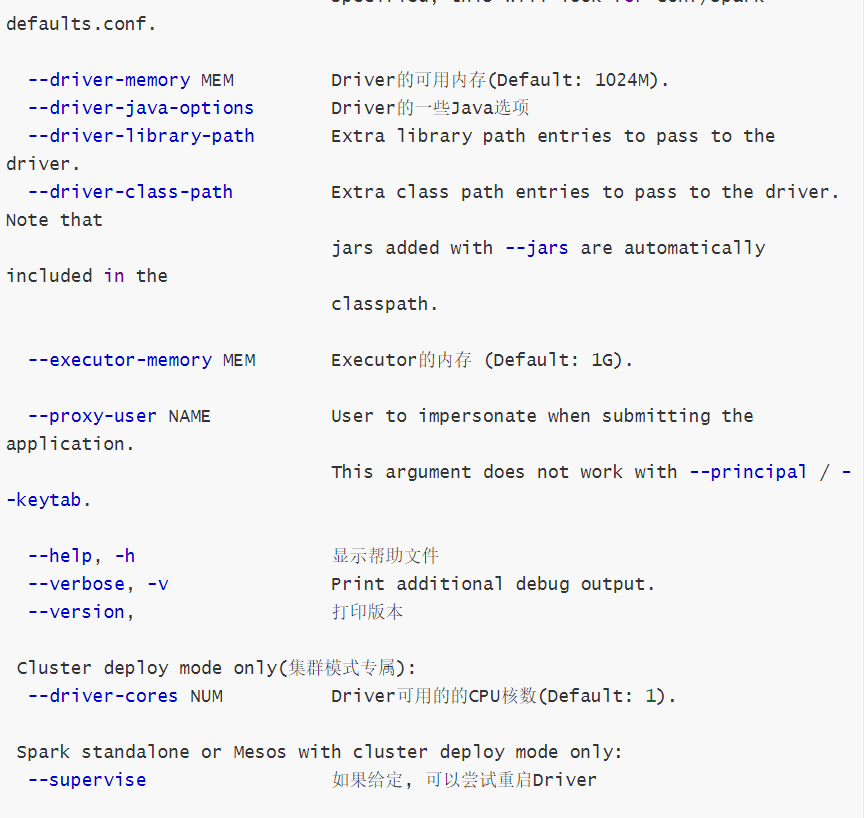 defaults.conf.
--driver-memory MEM Driver的可用内存(Default: 1024M).
--driver-java-options Driver的一些Java选项
--driver-library-path Extra library path entries to pass to the
driver.
--driver-class-path Extra class path entries to pass to the driver.
Note that
jars added with --jars are automatically
included in the
classpath.
--executor-memory MEM Executor的内存 (Default: 1G).
--proxy-user NAME User to impersonate when submitting the
application.
This argument does not work with --principal / -
-keytab.
--help, -h 显示帮助文件
--verbose, -v Print additional debug output.
--version, 打印版本
Cluster deploy mode only(集群模式专属):
--driver-cores NUM Driver可用的的CPU核数(Default: 1).
Spark standalone or Mesos with cluster deploy mode only:
--supervise 如果给定, 可以尝试重启Driver